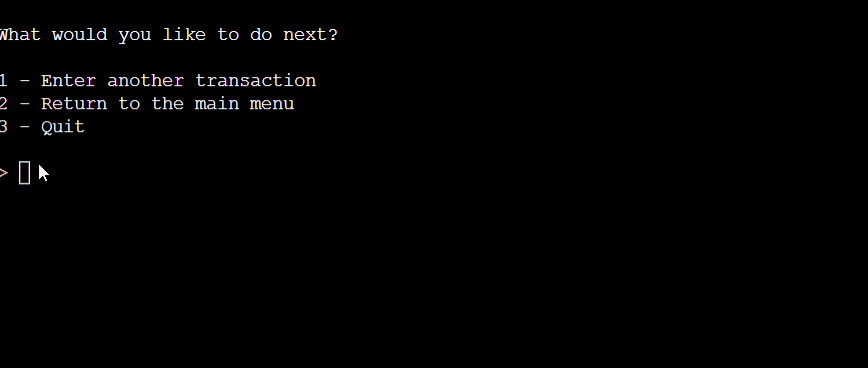 What would you like to do next?
1 - Enter another transaction
2 - Return to the main menu
3 - Quit
>